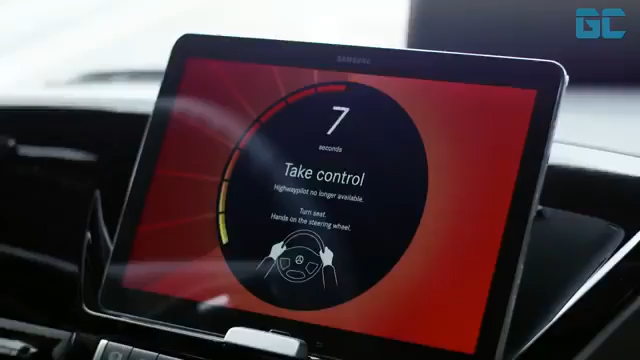 GC
SAMSUNG
7
seconds
Take control
Highwaypilot no longer available.
Turn seat.
Hands on the steering wheel.